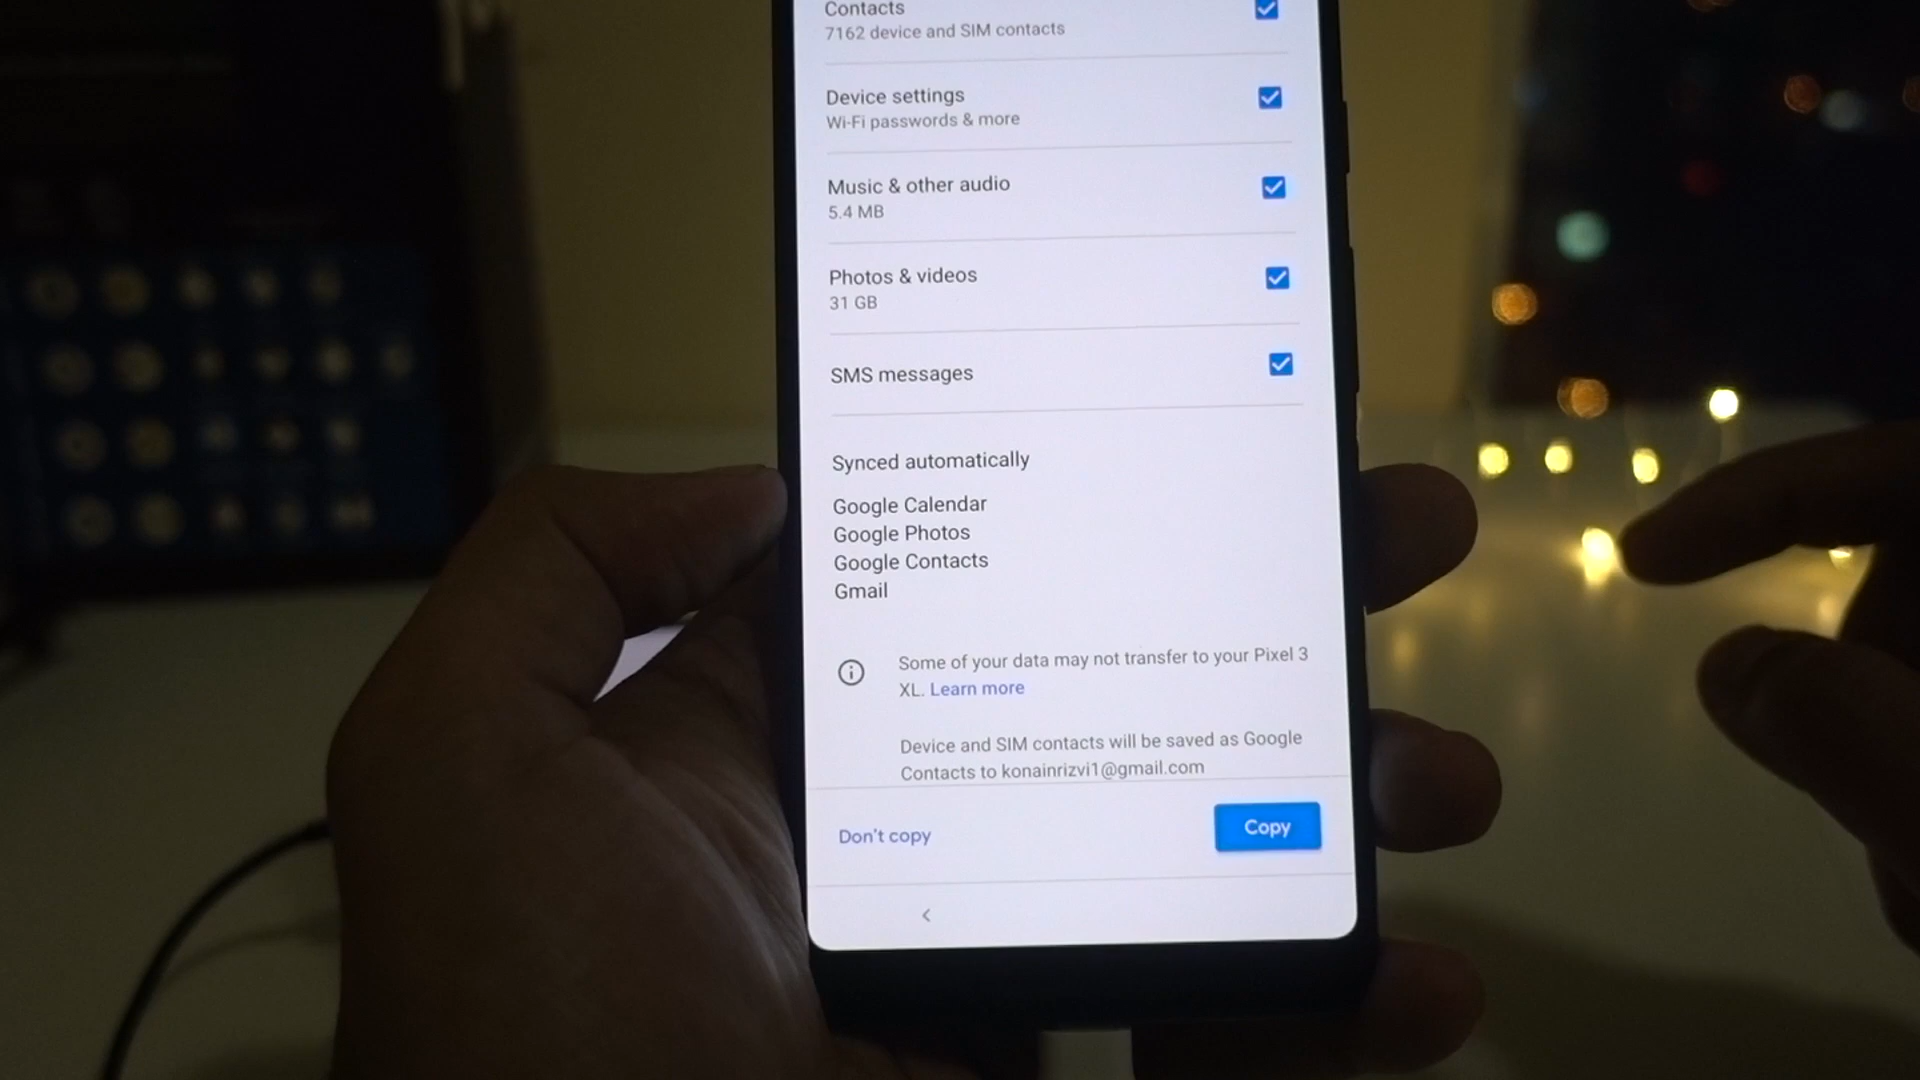 Contacts
7162 device and SIM contacts
Device settings
Wi-Fi passwords & more
Music & other audio
5.4 MB
Photos & videos
31 GB
SMS messages
Synced automatically
Google Calendar
Google Photos
Google Contacts
Gmail
Some of your data may not transfer to your Pixel 3
XL. Learn more
Device and SIM contacts will be saved as Google
Contacts to konainrizvi1@gmail.com
Don't copy
Copy